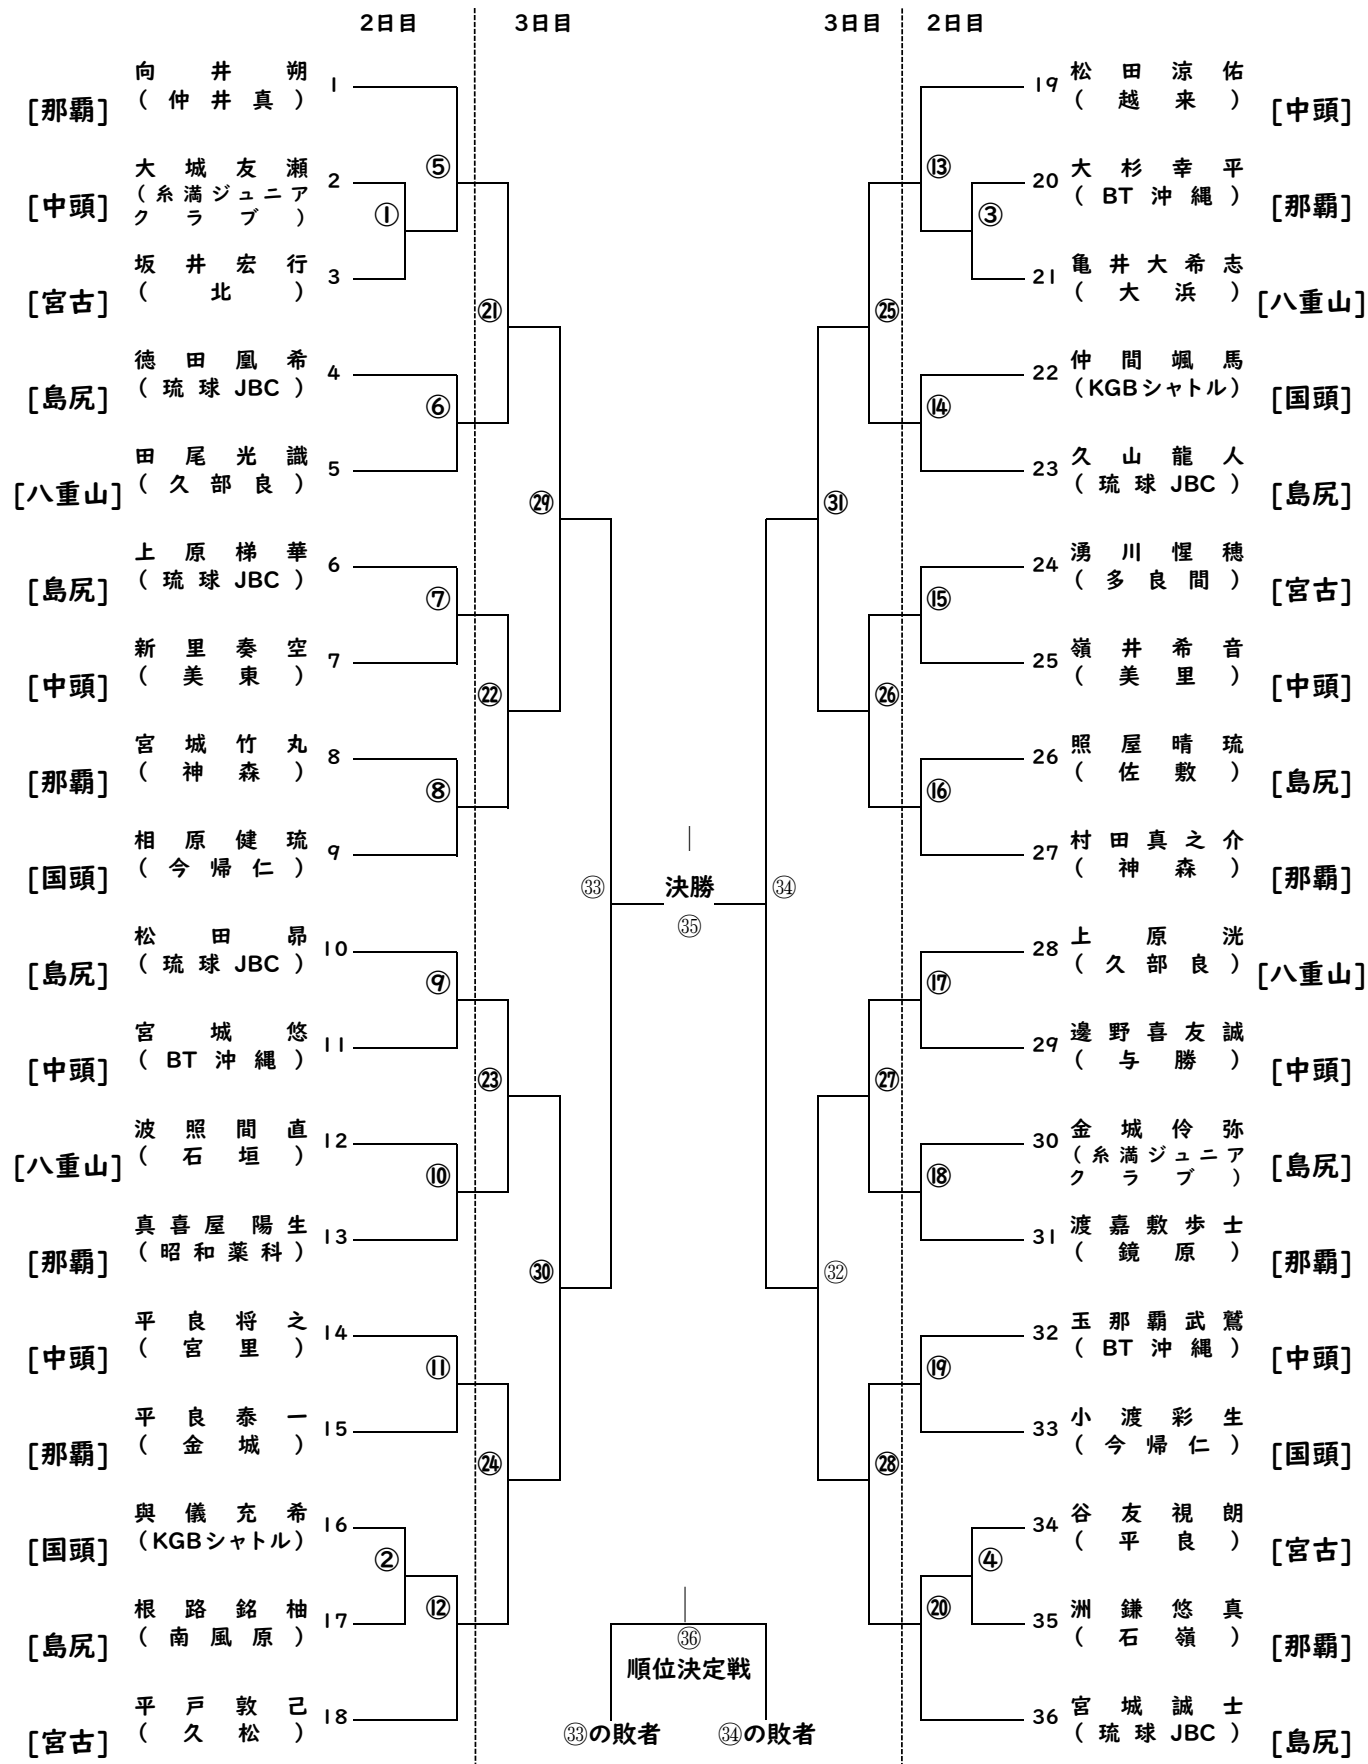 2日目
3日目
3日目
2日目
[那覇]
向井朔
(仲井真)
1
[中頭]
大城友瀬
(糸満ジュニア
クラブ)
2
[宮古]
坂井宏行
(北)
3
[島尻]
徳田凰希
(琉球JBC)
4
[八重山]
田尾光識
(久部良)
5
[島尻]
上原梯華
(琉球JBC)
6
[中頭]
新里奏空
(美東)
7
[那覇]
宮城竹丸
(神森)
8
[国頭]
相原健琉
(今帰仁)
9
[島尻]
松田昴
(琉球JBC)
10
[中頭]
宮城悠
(BT沖縄)
11
[八重山]
波照間直
(石垣)
12
[那覇]
真喜屋陽生
(昭和薬科)
13
[中頭]
平良将之
(宮里)
14
[那覇]
平良泰一
(金城)
15
[国頭]
與儀充希
(KGBシャトル)
16
[島尻]
根路銘柚
(南風原)
17
[宮古]
平戸敦己
(久松)
18
①
②
⑤
⑥
⑦
⑧
⑨
⑩
⑪
⑫
㉑
㉒
㉓
㉔
㉙
㉚
㉝
決勝
㉟
㉞
㊱
順位決定戦
㉝の敗者
㉞の敗者
㉛
㉜
㉕
㉖
㉗
㉘
⑬
⑭
⑮
⑯
⑰
⑱
⑲
⑳
③
④
19
松田涼佑
(越来)
[中頭]
20
大杉幸平
(BT沖縄)
[那覇]
21
亀井大希志
(大浜)
[八重山]
22
仲間颯馬
(KGBシャトル)
[国頭]
23
久山龍人
(琉球JBC)
[島尻]
24
湧川惺穂
(多良間)
[宮古]
25
嶺井希音
(美里)
[中頭]
26
照屋晴琉
(佐敷)
[島尻]
27
村田真之介
(神森)
[那覇]
28
上原洸
(久部良)
[八重山]
29
邊野喜友誠
(与勝)
[中頭]
30
金城伶弥
(糸満ジュニア
クラブ)
[島尻]
31
渡嘉敷歩士
(鏡原)
[那覇]
32
玉那覇武鷲
(BT沖縄)
[中頭]
33
小渡彩生
(今帰仁)
[国頭]
34
谷友視朗
(平良)
[宮古]
35
洲鎌悠真
(石嶺)
[那覇]
36
宮城誠士
(琉球JBC)
[島尻]